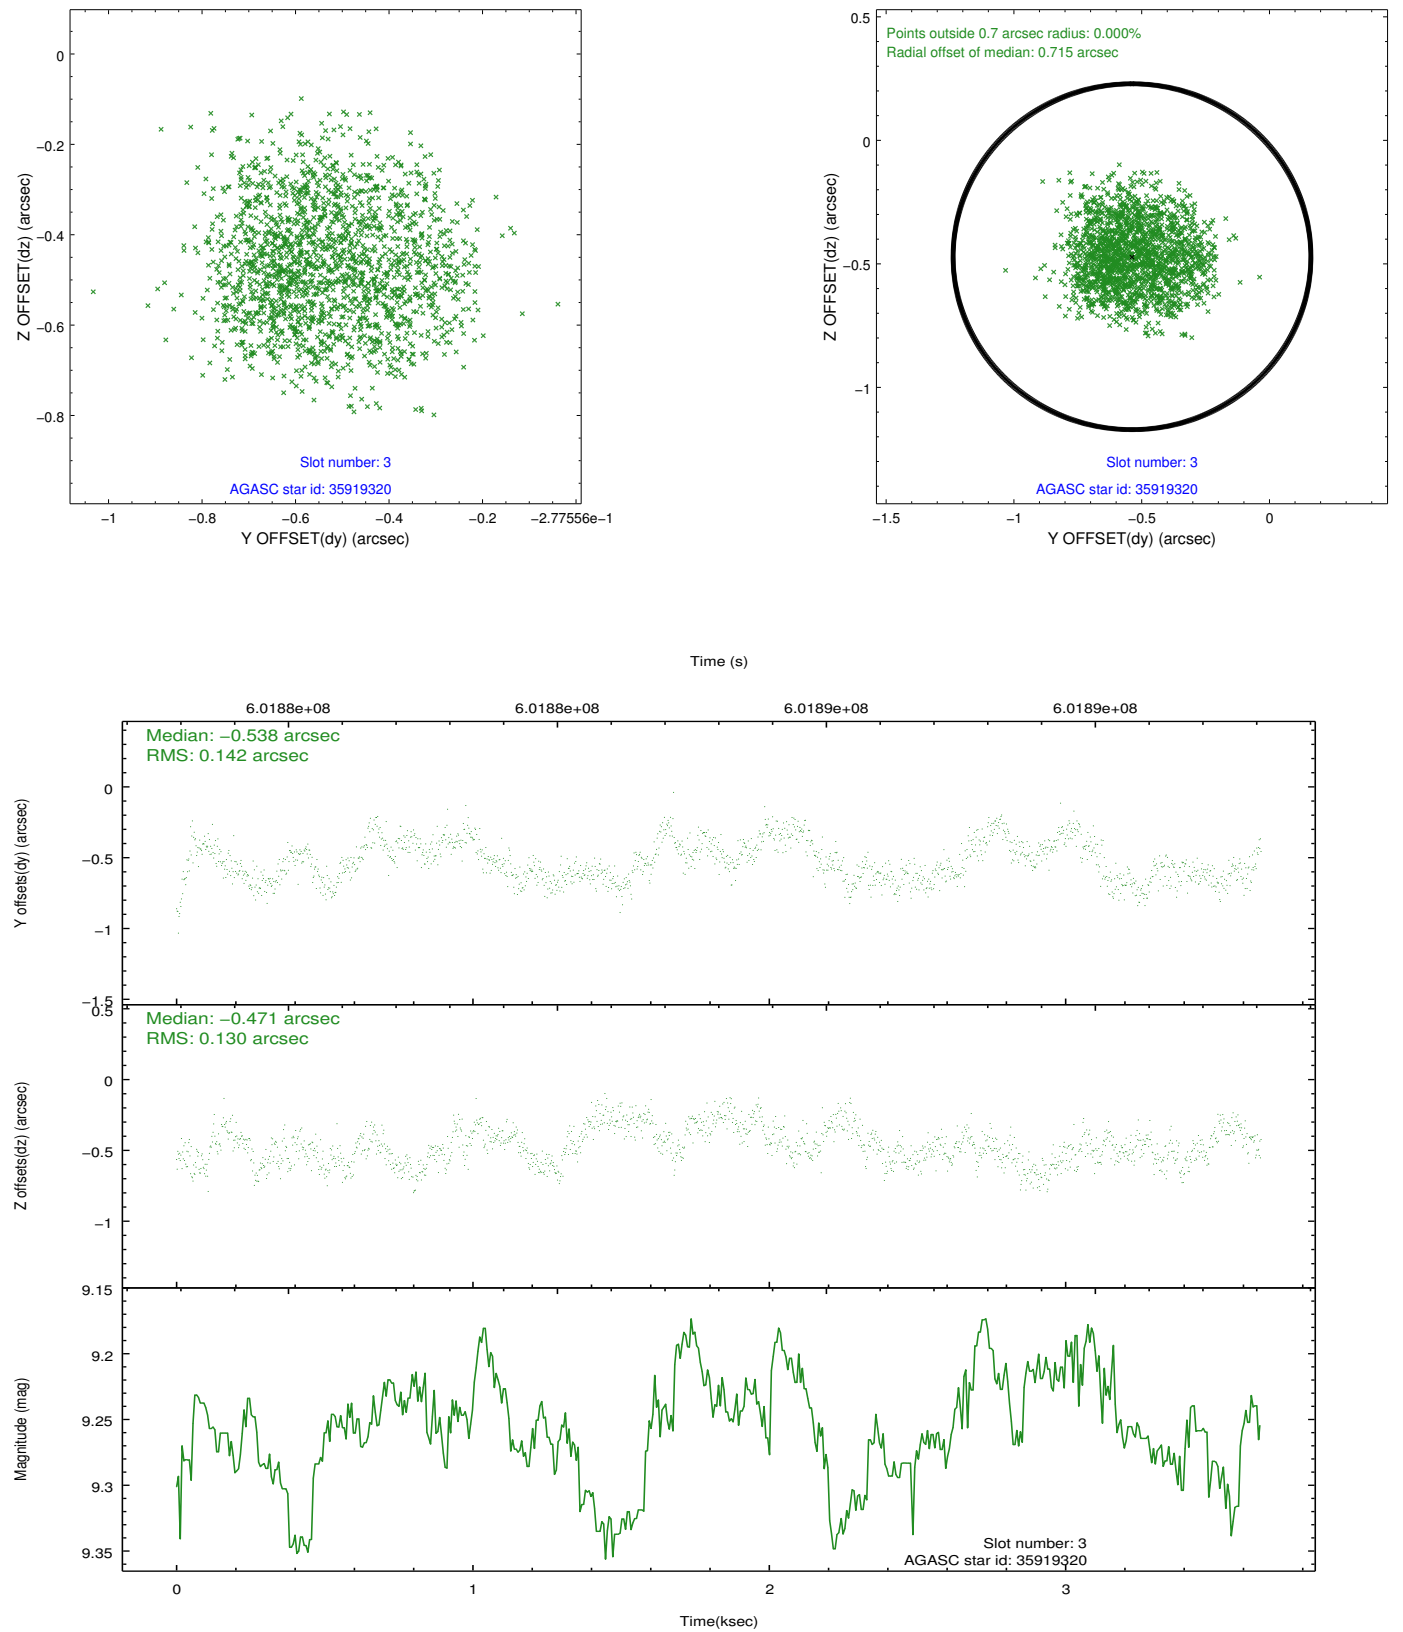 0
−0.2
−0.4
−0.6
−0.8
Z OFFSET(dz) (arcsec)
Slot number: 3
AGASC star id: 35919320
−1
−0.8
−0.6
−0.4
−0.2
−2.77556e−1
Y OFFSET(dy) (arcsec)
Points outside 0.7 arcsec radius: 0.000%
Radial offset of median: 0.715 arcsec
0.5
0
−0.5
−1
Z OFFSET(dz) (arcsec)
Slot number: 3
AGASC star id: 35919320
−1.5
−1
−0.5
0
Y OFFSET(dy) (arcsec)
Time (s)
6.0188e+08
6.0188e+08
6.0189e+08
6.0189e+08
Median: −0.538 arcsec
RMS: 0.142 arcsec
0
−0.5
−1
−1.5
Y offsets(dy) (arcsec)
Median: −0.471 arcsec
RMS: 0.130 arcsec
0.5
0
−0.5
−1
Z offsets(dz) (arcsec)
9.15
9.2
9.25
9.3
9.35
Magnitude (mag)
Slot number: 3
AGASC star id: 35919320
0
1
2
3
Time(ksec)